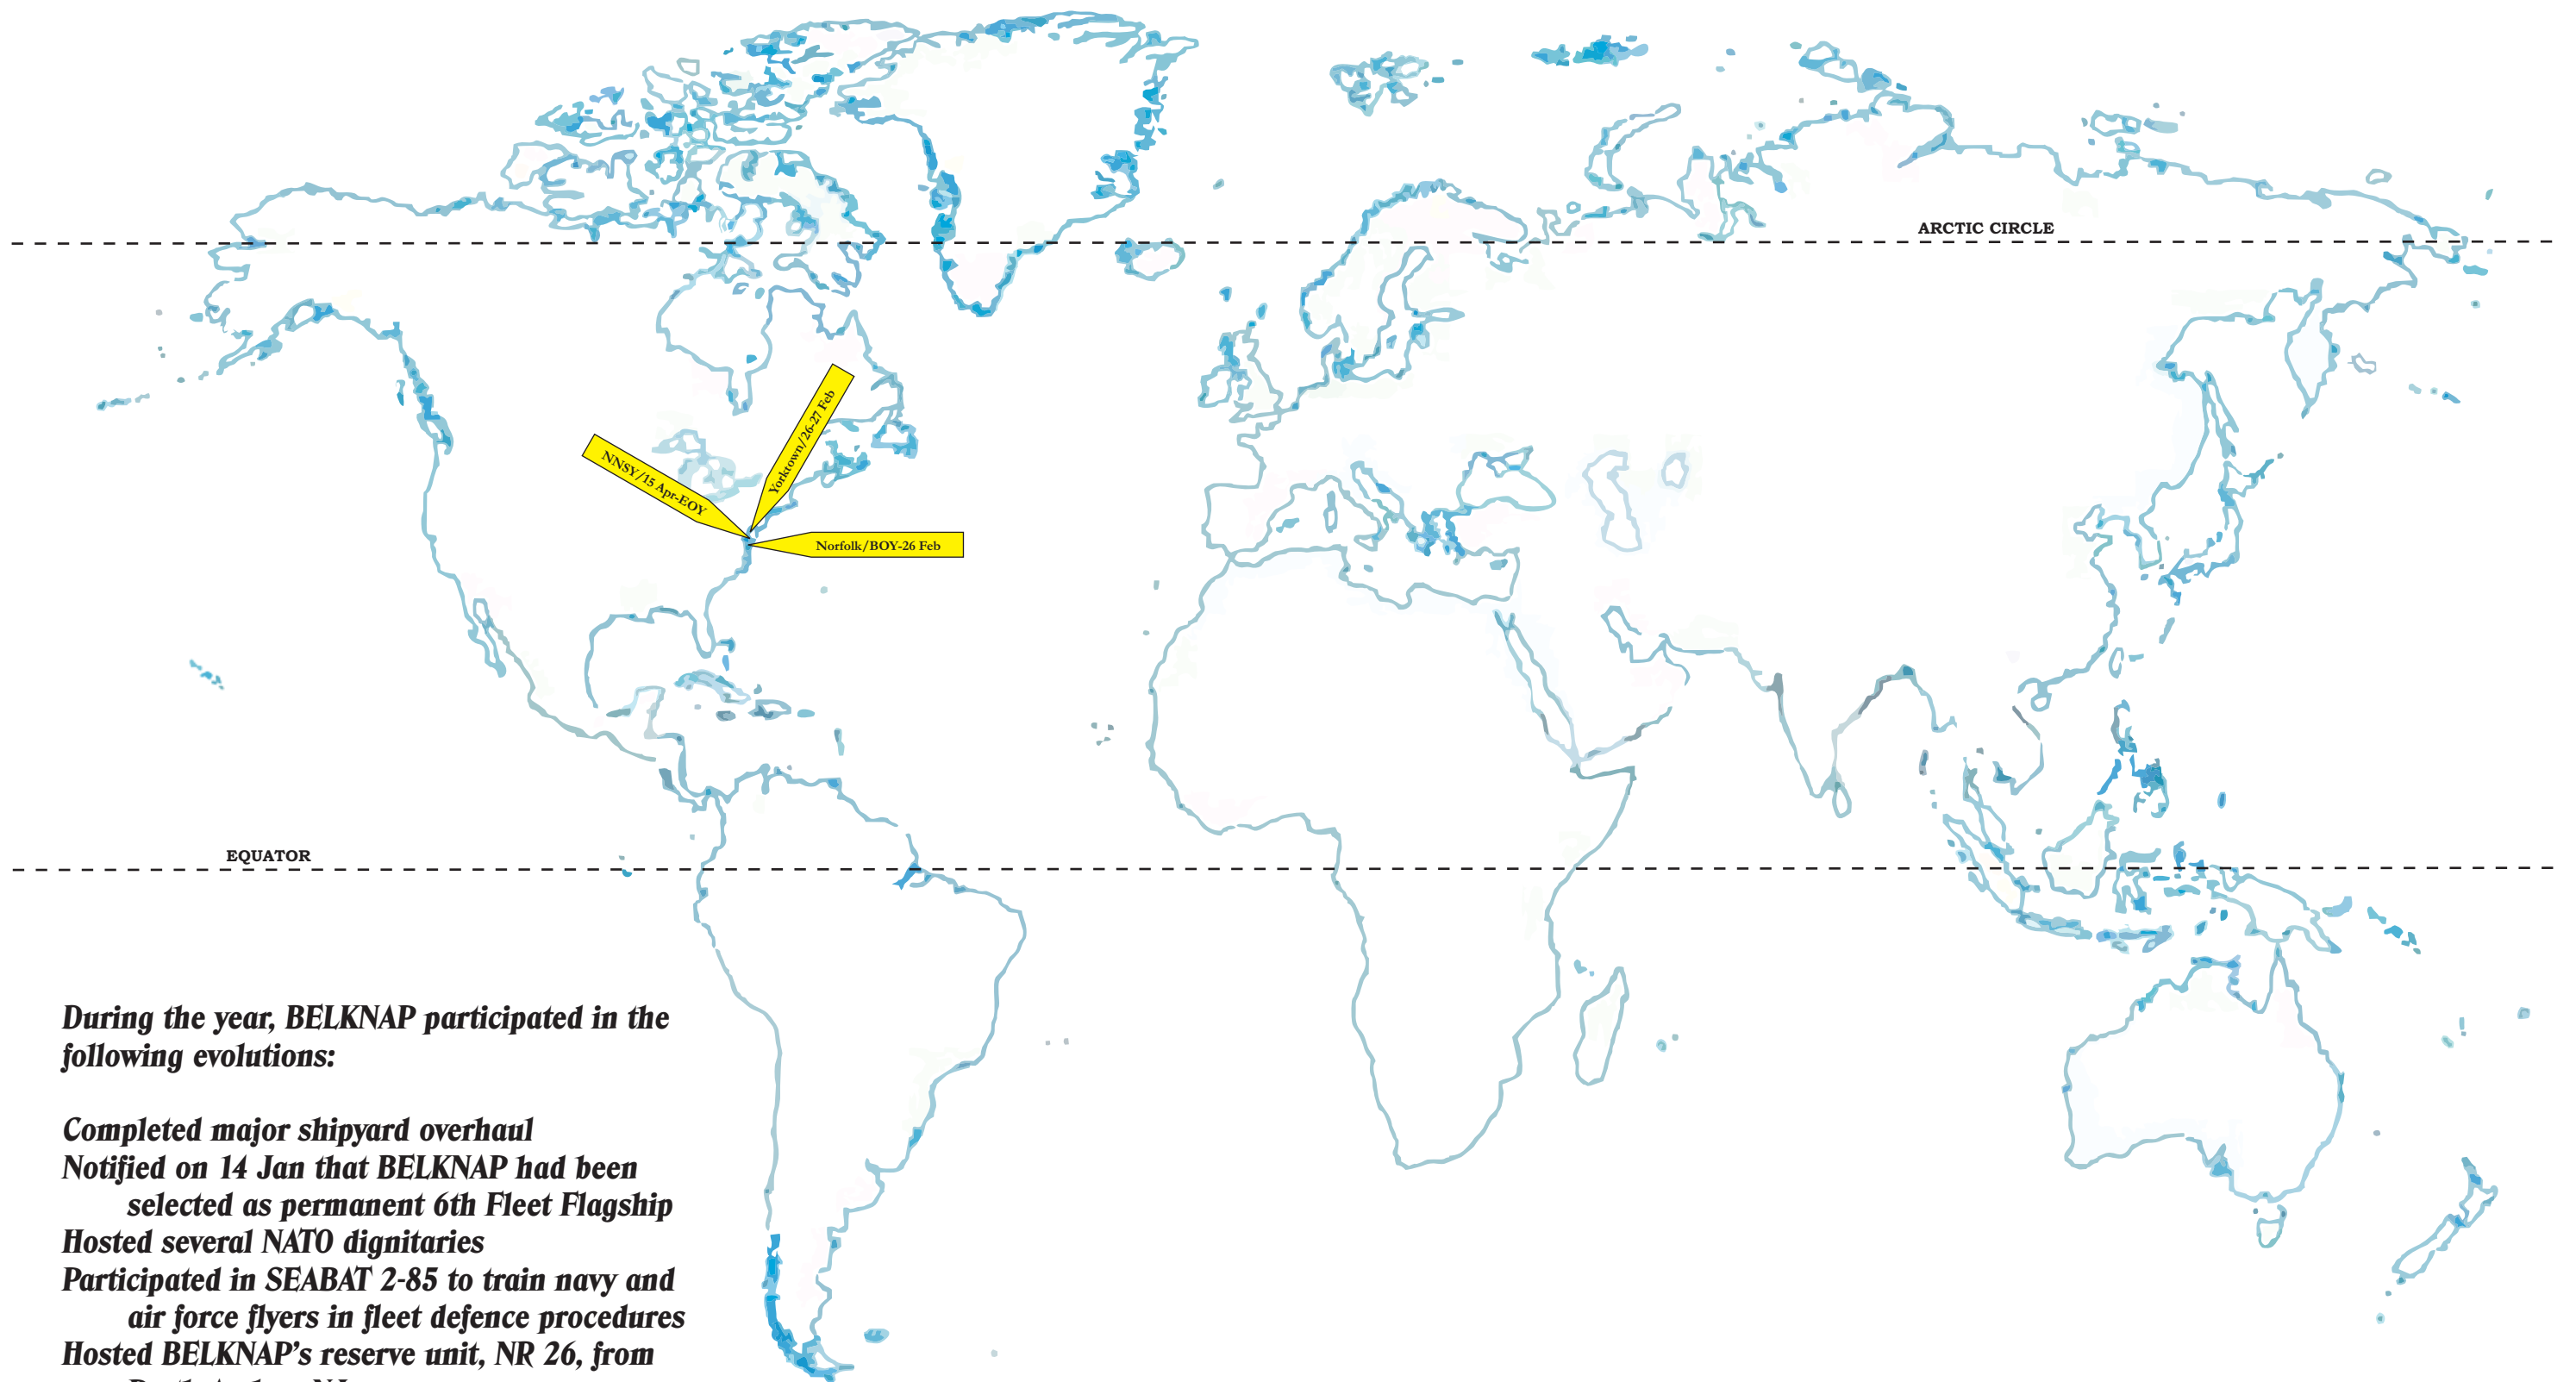 ARCTIC CIRCLE
Yorktown/26-27 Feb
NNSY/15 Apr-EOY
Norfolk/BOY-26 Feb
EQUATOR
During the year, BELKNAP participated in the
following evolutions:
Completed major shipyard overhaul
Notified on 14 Jan that BELKNAP had been
selected as permanent 6th Fleet Flagship
Hosted several NATO dignitaries
Participated in SEABAT 2-85 to train navy and
air force flyers in fleet defence procedures
Hosted BELKNAP'S reserve unit, NR 26, from